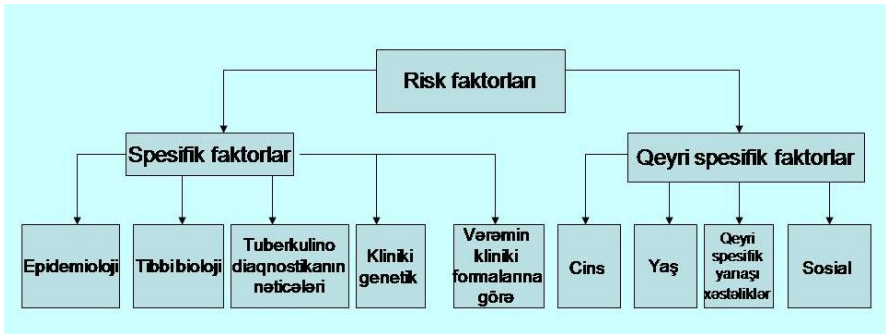 Risk faktorları
Spesifik faktorlar
Qeyri spesifik faktorlar
Epidemioloji
Tibbi bioloji
Tuberkulino
diaqnostikanın
nəticələri
Kliniki
genetik
Vərəmin
kliniki
formalarına
görə
Cins
Yaş
Qeyri
spesifik
yanaşı
xəstəliklər
Sosial